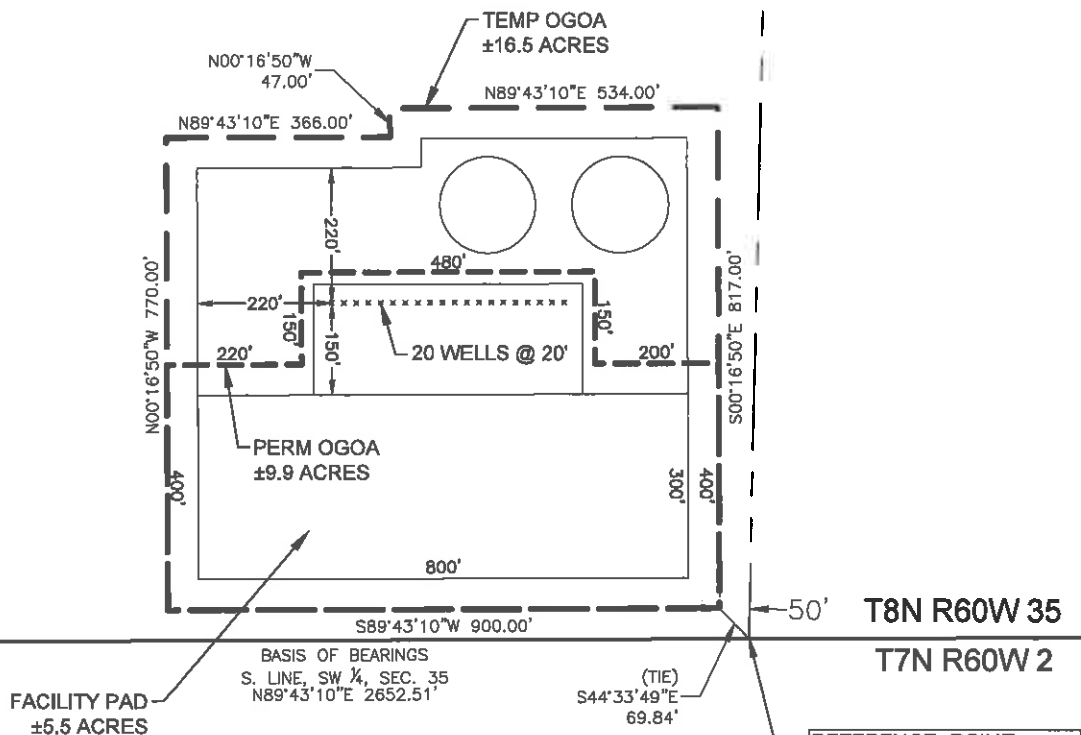 TEMP OGOA
±16.5 ACRES
N00°16'50"W
47.00'
N89°43'10"E 534.00'
N89°43'10"E 366.00'
220'
480'
N00°16'50"W 770.00'
220'
150'
150'
150'
S00°16'50"E 817.00'
20 WELLS @ 20'
220'
200'
PERM OGOA
±9.9 ACRES
400'
300'
400'
800'
50'
T8N R60W 35
S89°43'10"W 900.00'
T7N R60W 2
BASIS OF BEARINGS
S. LINE, SW ¼, SEC. 35
N89°43'10"E 2652.51'
(TIE)
S44°33'49"E
69.84'
FACILITY PAD
±5.5 ACRES